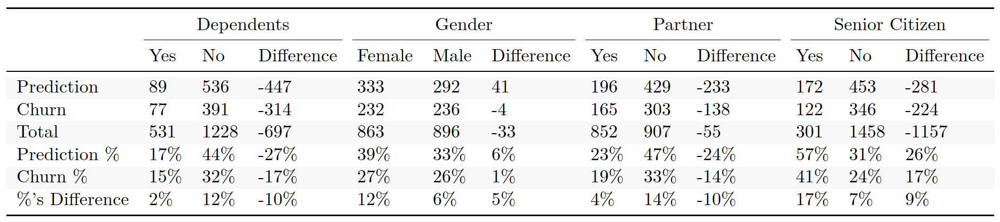 Dependents Gender Partner Senior Citizen
Yes No Difference Female Male Difference Yes No Difference Yes No Difference
Prediction 89 536 -447 333 292 41 196 429 -233 172 453 -281
Churn 77 391 -314 232 236 -4 165 303 -138 122 346 -224
Total 531 1228 -697 863 896 -33 852 907 -55 301 1458 -1157
Prediction % 17% 44% -27% 39% 33% 6% 23% 47% -24% 57% 31% 26%
Churn % 15% 32% -17% 27% 26% 1% 19% 33% -14% 41% 24% 17%
%'s Difference 2% 12% -10% 12% 6% 5% 4% 14% -10% 17% 7% 9%